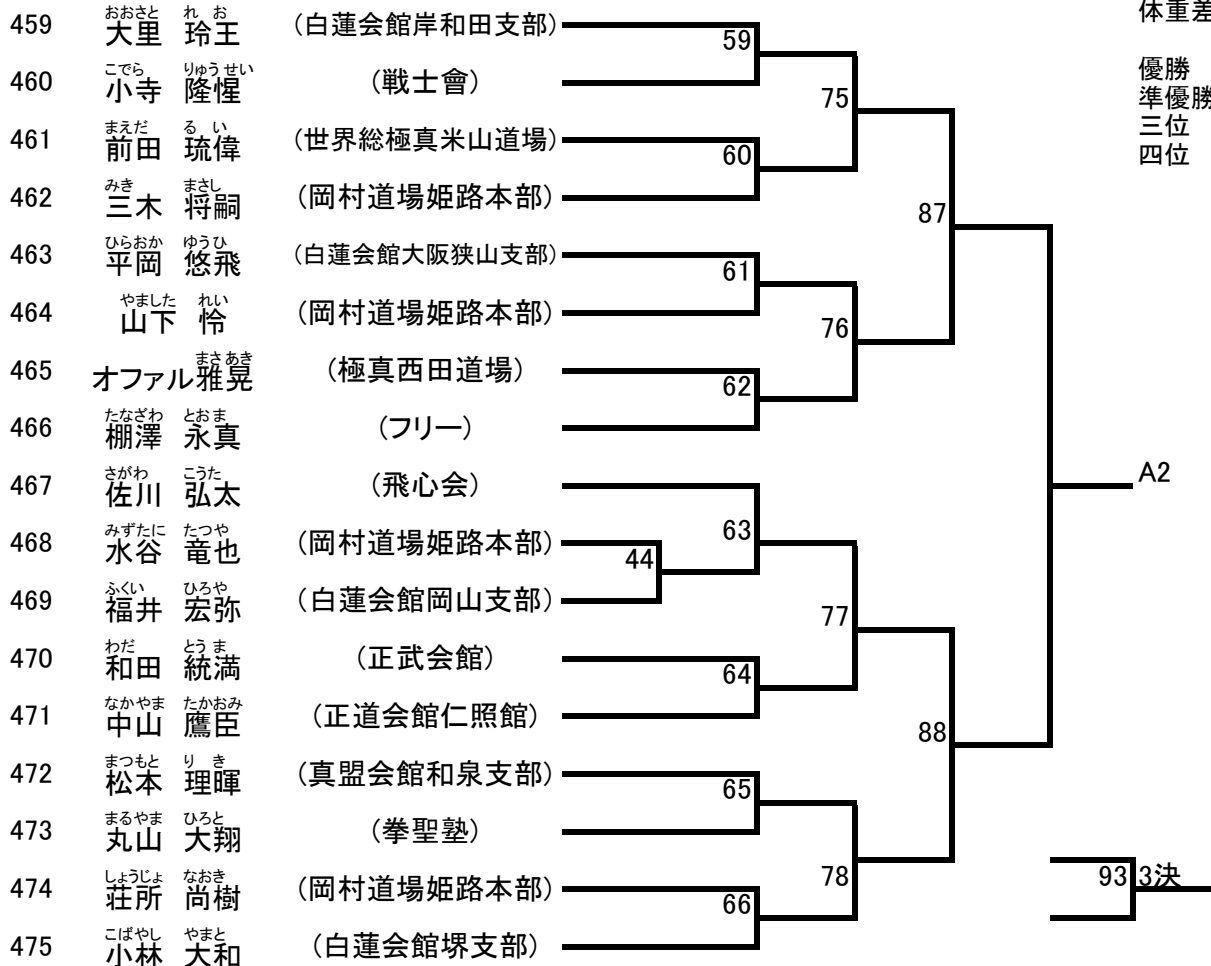 459 大里 玲王 おおさと れお (白蓮会館岸和田支部)
460 小寺 隆惺 こでら りゅうせい (戦士會)
461 前田 琉偉 まえだ るい (世界総極真米山道場)
462 三木 将嗣 みき まさし (岡村道場姫路本部)
463 平岡 悠飛 ひらおか ゆうひ (白蓮会館大阪狭山支部)
464 山下 怜 やました れい (岡村道場姫路本部)
465 オファル雅晃 まさあき (極真西田道場)
466 棚澤 永真 たなざわ とおま (フリー)
467 佐川 弘太 さがわ こうた (飛心会)
468 水谷 竜也 みずたに たつや (岡村道場姫路本部)
469 福井 宏弥 ふくい ひろや (白蓮会館岡山支部)
470 和田 統満 わだ とうま (正武会館)
471 中山 鷹臣 なかやま たかおみ (正道会館仁照館)
472 松本 理暉 まつもと りき (真盟会館和泉支部)
473 丸山 大翔 まるやま ひろと (拳聖塾)
474 荘所 尚樹 しょうじょ なおき (岡村道場姫路本部)
475 小林 大和 こばやし やまと (白蓮会館堺支部)
44
59
60
61
62
63
64
65
66
75
76
77
78
87
88
A2
93 3決
体重差
優勝
準優勝
三位
四位